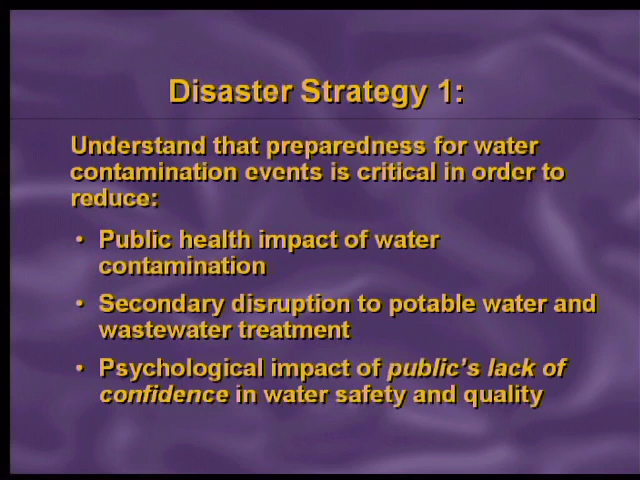 Disaster Strategy 1:
Understand that preparedness for water
contamination events is critical in order to
reduce:
• Public health impact of water
contamination
• Secondary disruption to potable water and
wastewater treatment
• Psychological impact of public's lack of
confidence in water safety and quality